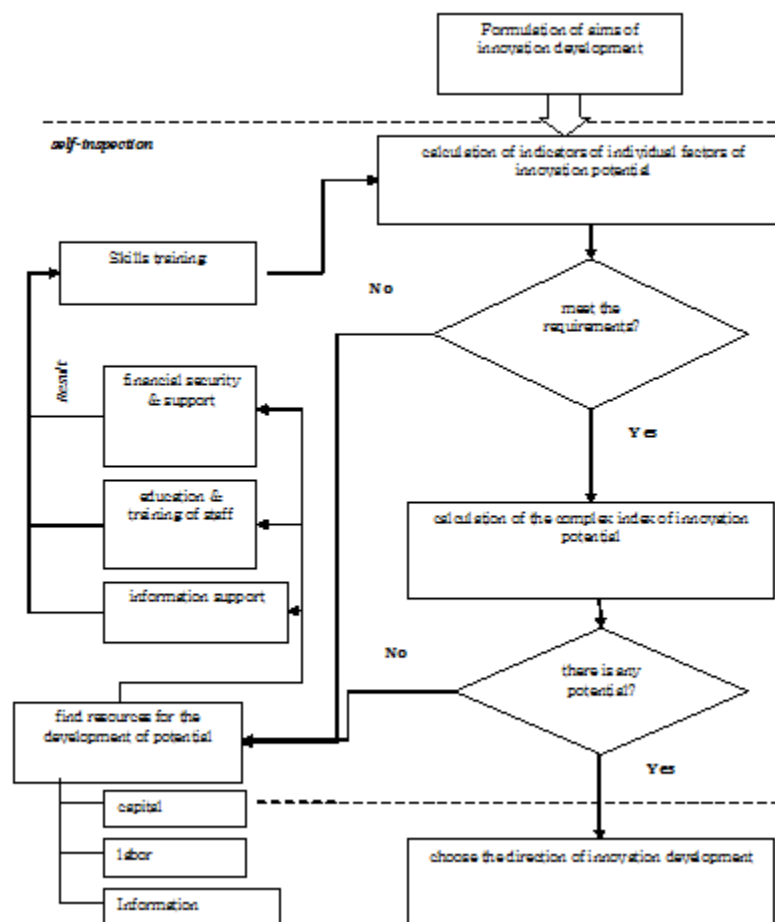 Formulation of aims of
innovation development
self-inspection
calculation of indicators of individual factors of
innovation potential
Skills training
No
meet the
requirements?
Result
financial security
& support
Yes
education &
training of staff
calculation of the complex index of innovation
potential
information support
No
there is any
potential?
find resources for the
development of potential
Yes
capital
labor
choose the direction of innovation development
Information